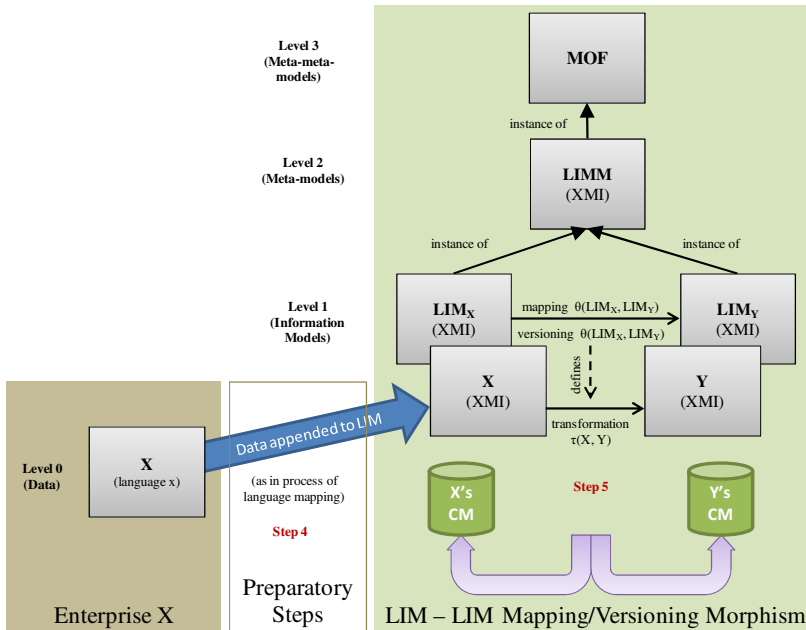 Level 3
(Meta-meta-
models)
MOF
instance of
Level 2
(Meta-models)
LIMM
(XMI)
instance of
instance of
Level 1
(Information
Models)
LIMX
(XMI)
mapping θ(LIMX, LIMY)
versioning θ(LIMX, LIMY)
LIMY
(XMI)
X
(XMI)
defines
Y
(XMI)
transformation
τ(X, Y)
Data appended to LIM
Level 0
(Data)
X
(language x)
(as in process of
language mapping)
Step 4
X's
CM
Step 5
Y's
CM
Enterprise X
Preparatory
Steps
LIM – LIM Mapping/Versioning Morphism